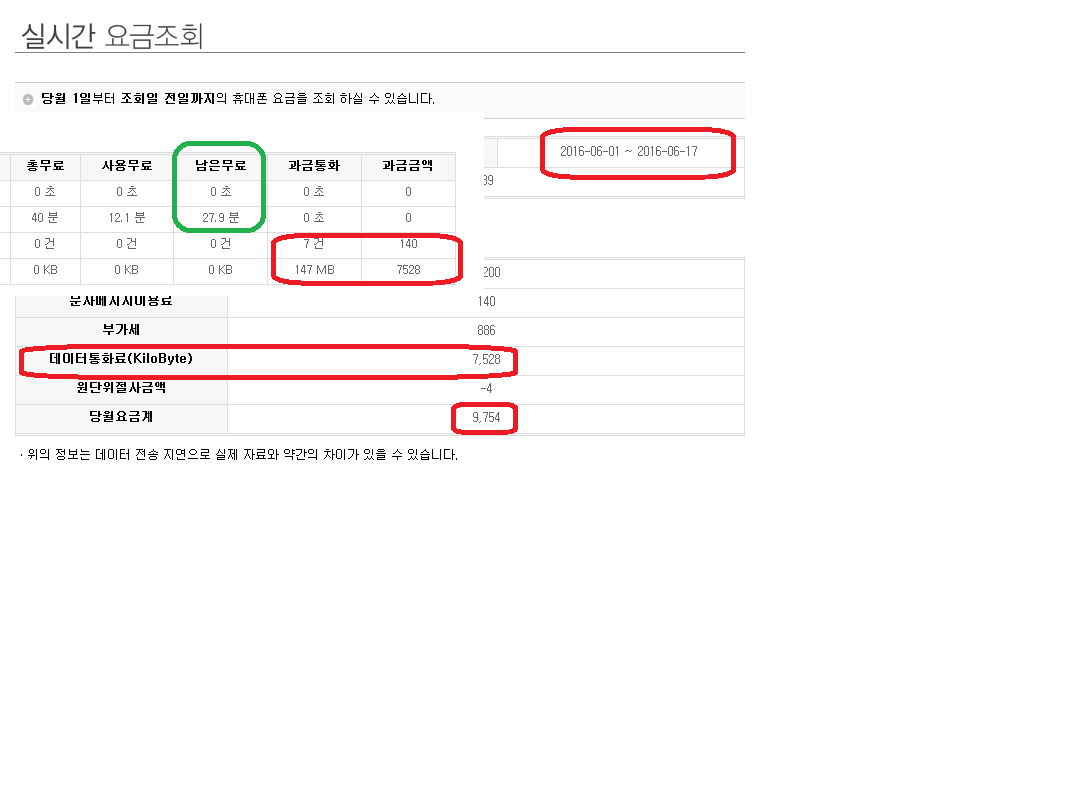 실시간 요금조회
당월 1일부터 조회일 전일까지의 휴대폰 요금을 조회 하실 수 있습니다.
2016-06-01 ~ 2016-06-17
39
총무료 사용무료 남은무료 과금통화 과금금액
0 초 0 초 0 초 0 초 0
40 분 12.1 분 27.9 분 0 초 0
0 건 0 건 0 건 7 건 140
0 KB 0 KB 0 KB 147 MB 7528
200
문자메시지이용료 140
부가세 886
데이터통화료(KiloByte) 7,528
원단위절사금액 -4
당월요금계 9,754
· 위의 정보는 데이터 전송 지연으로 실제 자료와 약간의 차이가 있을 수 있습니다.